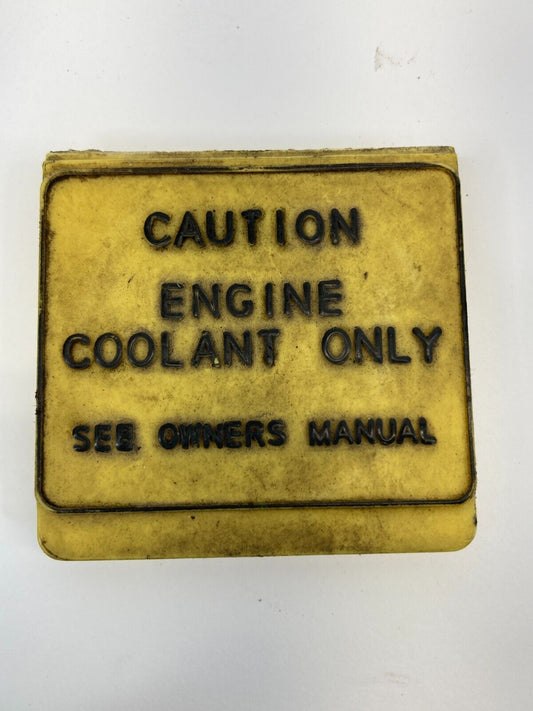 CAUTION
ENGINE
COOLANT ONLY
SEE OWNERS MANUAL